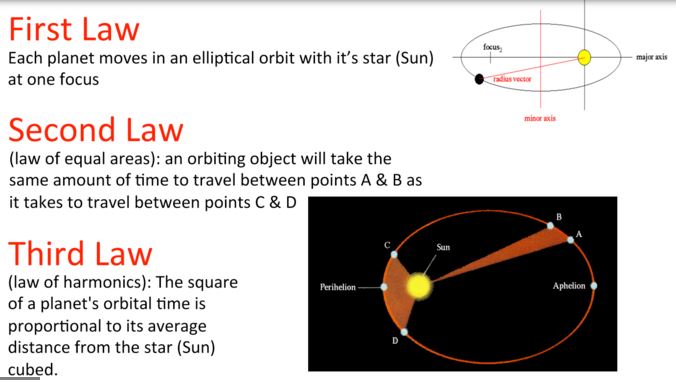 First Law
Each planet moves in an elliptical orbit with it's star (Sun)
at one focus
focus2
radius vector
major axis
minor axis
Second Law
(law of equal areas): an orbiting object will take the
same amount of time to travel between points A & B as
it takes to travel between points C & D
Third Law
(law of harmonics): The square
of a planet's orbital time is
proportional to its average
distance from the star (Sun)
cubed.
B
A
C
Sun
Perihelion
Aphelion
D